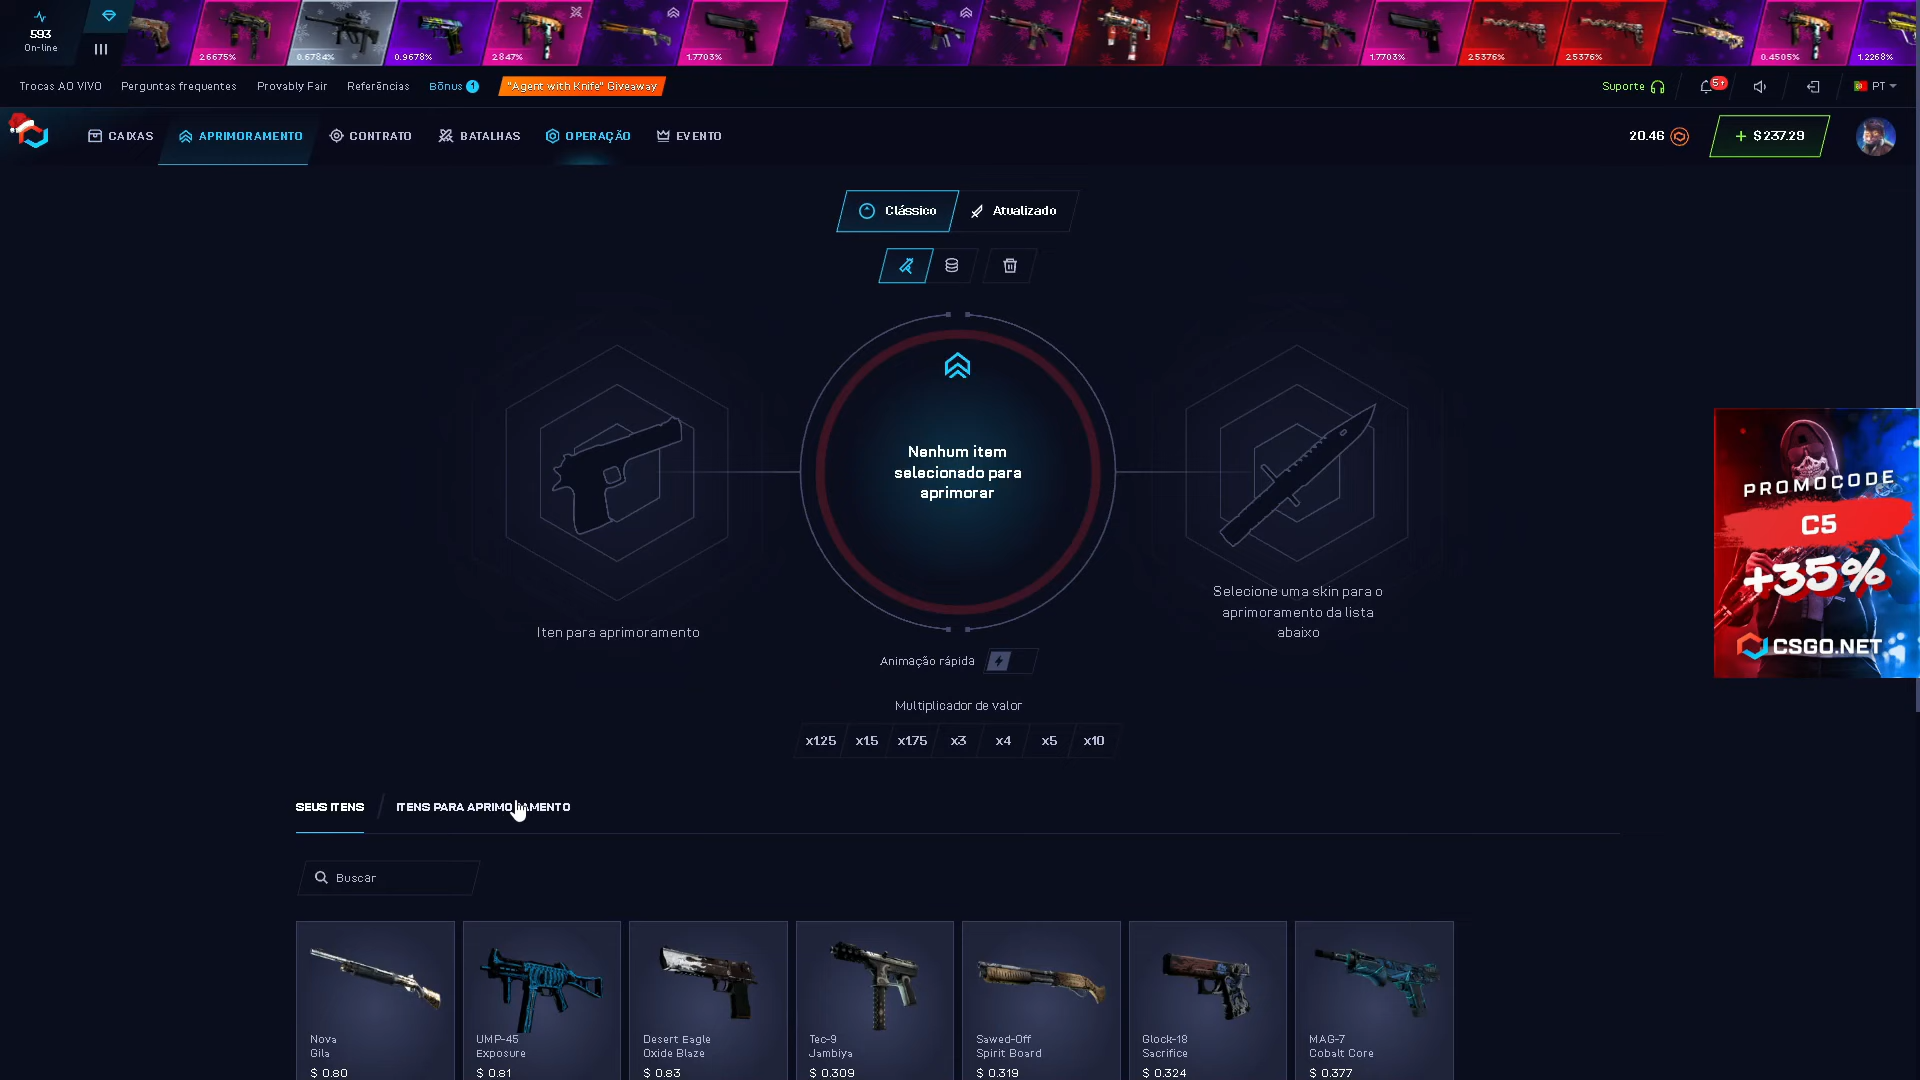 593
On-line
2.6675%
0.5784%
0.9678%
2.847%
1.7703%
1.7703%
2.5376%
2.5376%
0.4505%
1.2268%
Trocas AO VIVO
Perguntas frequentes
Provably Fair
Referências
Bônus 1
"Agent with Knife" Giveaway
Suporte
5+
PT
CAIXAS
APRIMORAMENTO
CONTRATO
BATALHAS
OPERAÇÃO
EVENTO
20.46
+ $ 237.29
Clássico
Atualizado
Nenhum item
selecionado para
aprimorar
Iten para aprimoramento
Selecione uma skin para o
aprimoramento da lista
abaixo
PROMOCODE
C5
+35%
CSGO.NET
Animação rápida
Multiplicador de valor
x1.25
x1.5
x1.75
x3
x4
x5
x10
SEUS ITENS
ITENS PARA APRIMORAMENTO
Buscar
Nova
Gila
$ 0.80
UMP-45
Exposure
$ 0.81
Desert Eagle
Oxide Blaze
$ 0.83
Tec-9
Jambiya
$ 0.309
Sawed-Off
Spirit Board
$ 0.319
Glock-18
Sacrifice
$ 0.324
MAG-7
Cobalt Core
$ 0.377